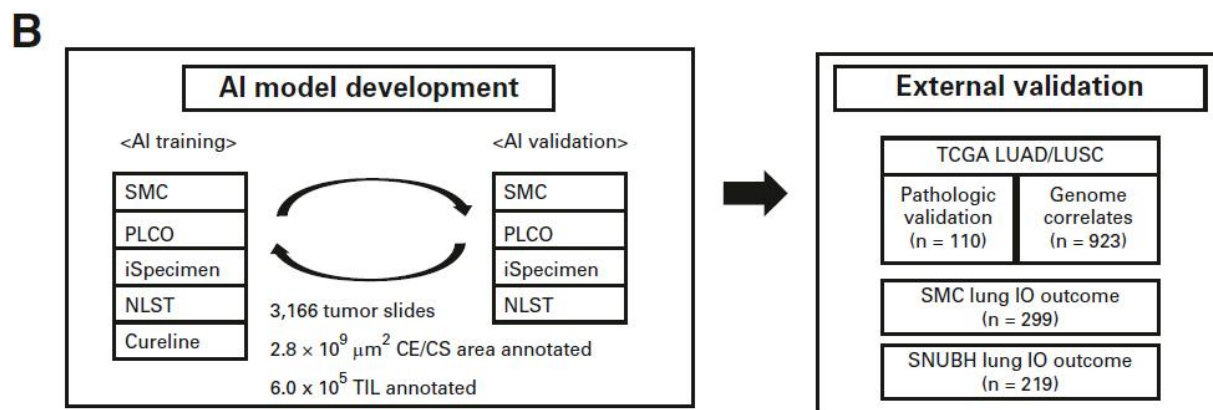 B
AI model development
<AI training>
SMC
PLCO
iSpecimen
NLST
Cureline
<AI validation>
SMC
PLCO
iSpecimen
NLST
3,166 tumor slides
2.8 × 10⁹ μm² CE/CS area annotated
6.0 x 10⁵ TIL annotated
External validation
TCGA LUAD/LUSC
Pathologic
validation
(n = 110)
Genome
correlates
(n = 923)
SMC lung IO outcome
(n = 299)
SNUBH lung IO outcome
(n = 219)